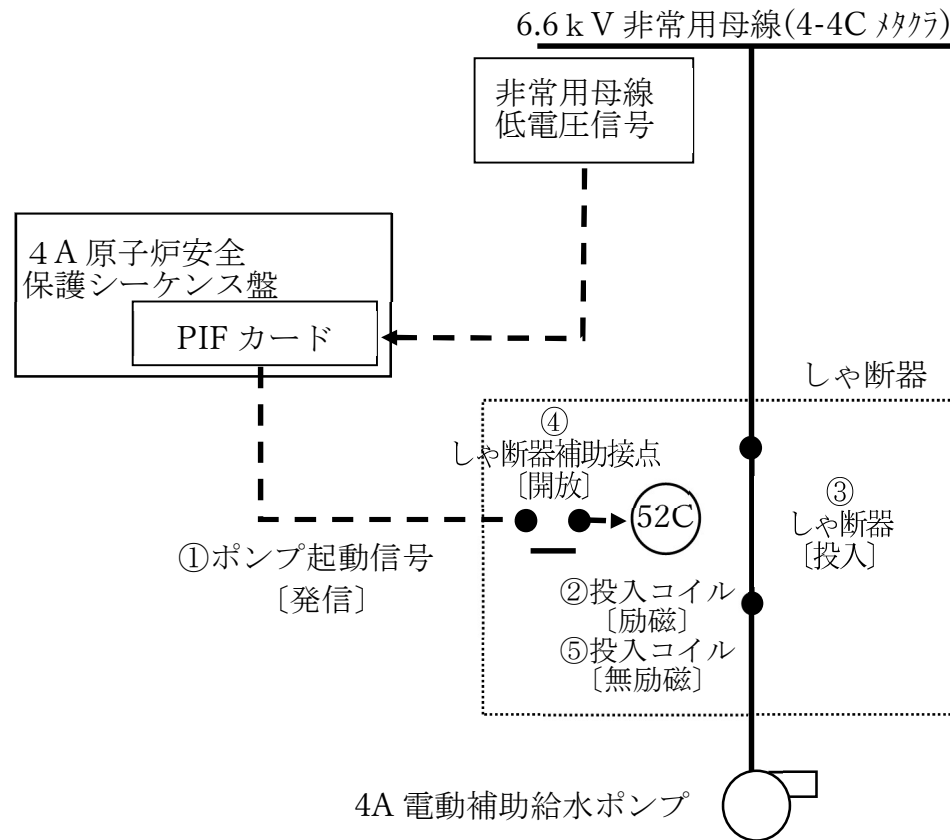 6.6ｋV 非常用母線(4-4C ﾒﾀｸﾗ)
非常用母線
低電圧信号
４A 原子炉安全
保護シーケンス盤
PIF カード
しゃ断器
④
しゃ断器補助接点
〔開放〕
52C
③
しゃ断器
〔投入〕
①ポンプ起動信号
〔発信〕
②投入コイル
〔励磁〕
⑤投入コイル
〔無励磁〕
4A 電動補助給水ポンプ